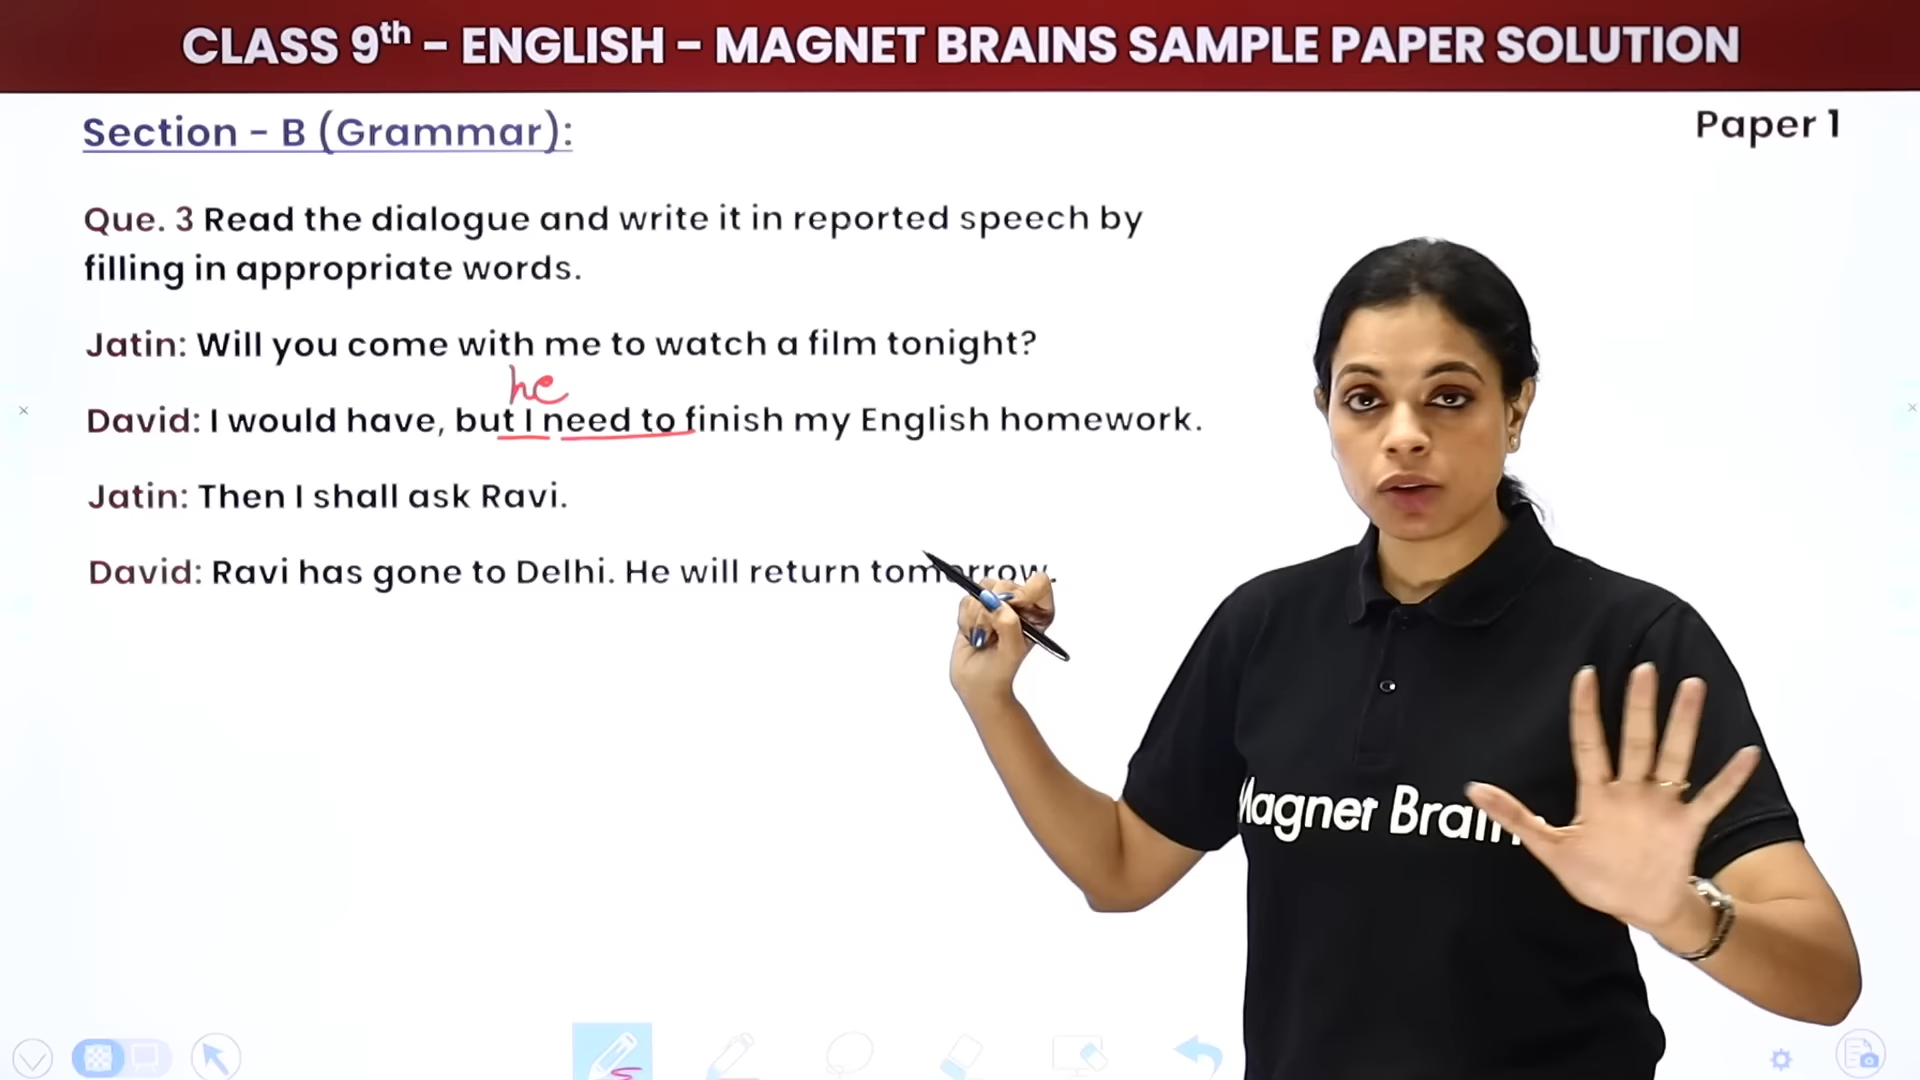 CLASS 9th – ENGLISH – MAGNET BRAINS SAMPLE PAPER SOLUTION
Section - B (Grammar):
Paper 1
Que. 3 Read the dialogue and write it in reported speech by
filling in appropriate words.
Jatin: Will you come with me to watch a film tonight?
he
David: I would have, but I need to finish my English homework.
Jatin: Then I shall ask Ravi.
David: Ravi has gone to Delhi. He will return tomorrow.
Magnet Brain